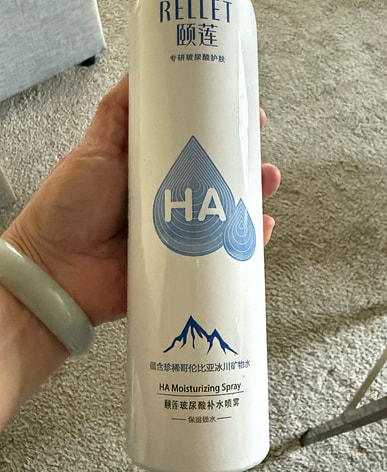 RELLET
颐莲
专研玻尿酸护肤
HA
蕴含珍稀哥伦比亚冰川矿物水
HA Moisturizing Spray
颐莲玻尿酸补水喷雾
保湿锁水